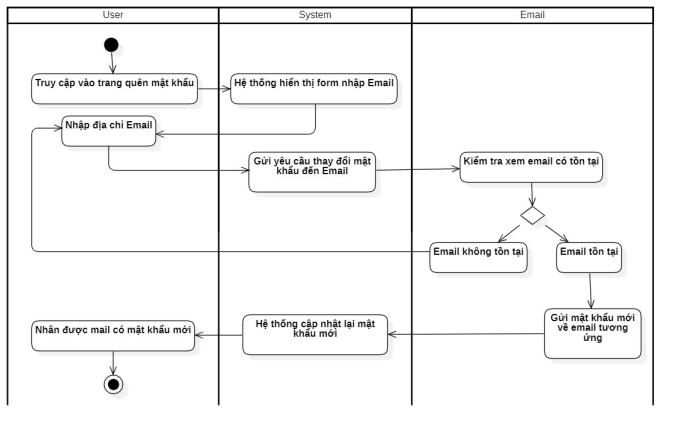 User
System
Email
Truy cập vào trang quên mật khẩu
Hệ thống hiển thị form nhập Email
Nhập địa chỉ Email
Gửi yêu cầu thay đổi mật
khẩu đến Email
Kiểm tra xem email có tồn tại
Email không tồn tại
Email tồn tại
Gửi mật khẩu mới
về email tương
ứng
Hệ thống cập nhật lại mật
khẩu mới
Nhân được mail có mật khẩu mới